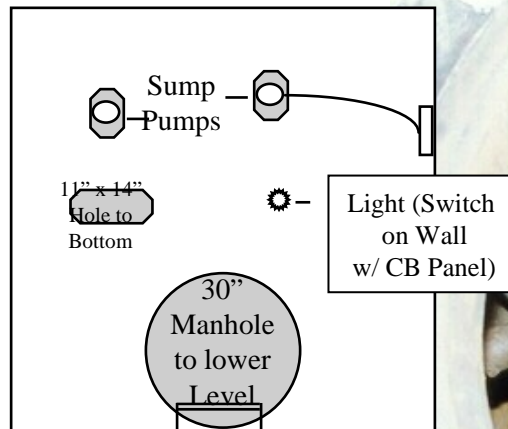 Sump
Pumps
11” x 14”
Hole to
Bottom
Light (Switch
on Wall
w/ CB Panel)
30”
Manhole
to lower
Level